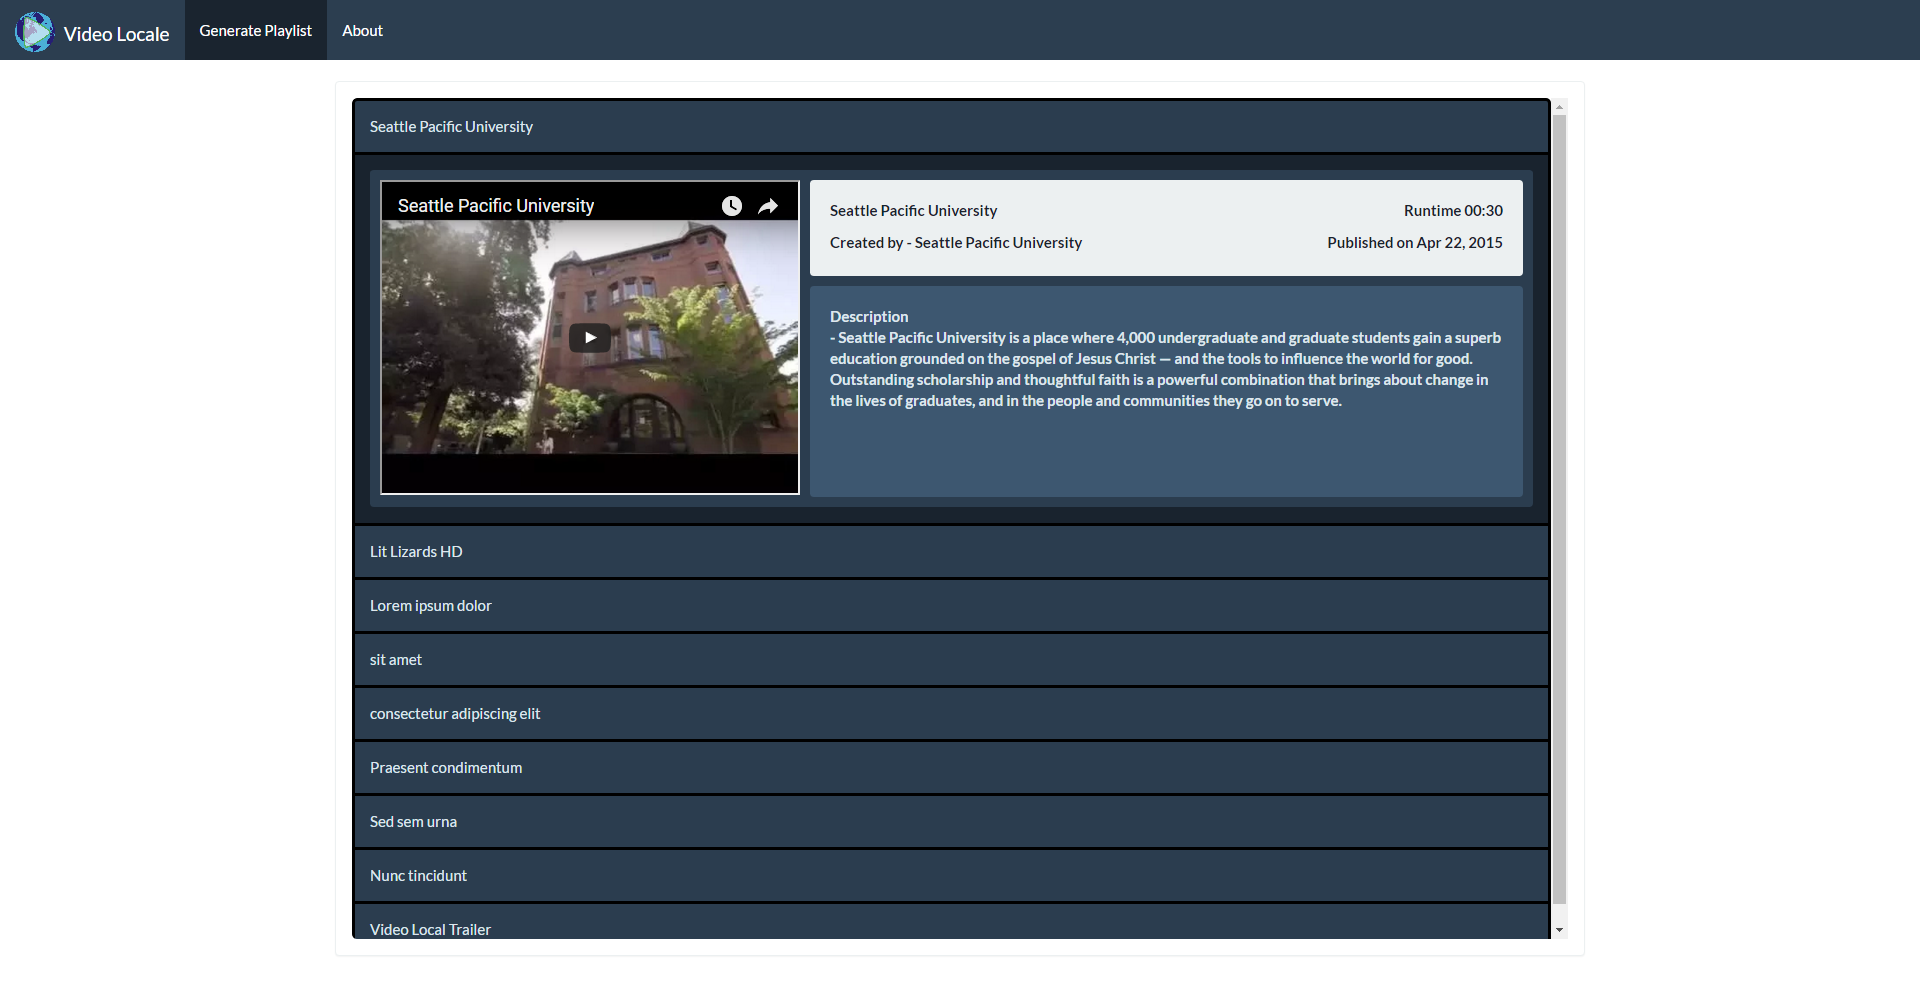 Video Locale
Generate Playlist
About
Seattle Pacific University
Seattle Pacific University
Seattle Pacific University
Runtime 00:30
Created by - Seattle Pacific University
Published on Apr 22, 2015
Description
- Seattle Pacific University is a place where 4,000 undergraduate and graduate students gain a superb
education grounded on the gospel of Jesus Christ — and the tools to influence the world for good.
Outstanding scholarship and thoughtful faith is a powerful combination that brings about change in
the lives of graduates, and in the people and communities they go on to serve.
Lit Lizards HD
Lorem ipsum dolor
sit amet
consectetur adipiscing elit
Praesent condimentum
Sed sem urna
Nunc tincidunt
Video Local Trailer